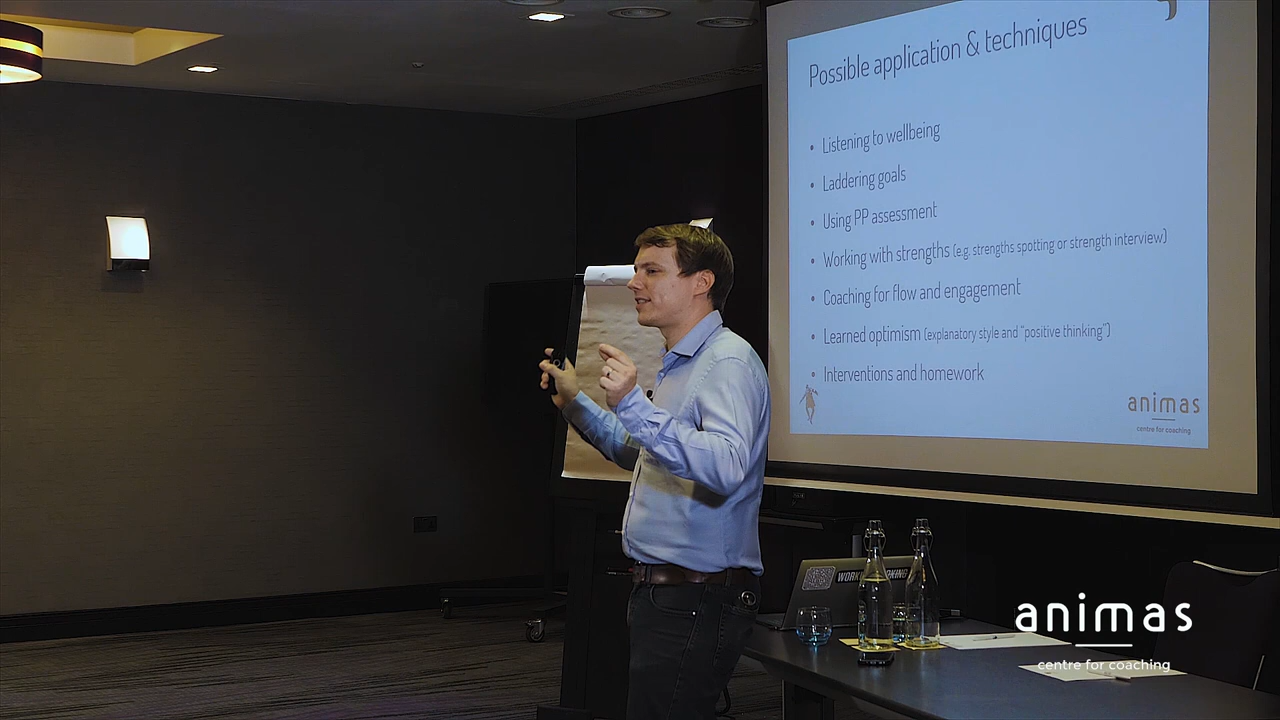 Possible application & techniques
• Listening to wellbeing
• Laddering goals
• Using PP assessment
• Working with strengths (e.g. strengths spotting or strength interview)
• Coaching for flow and engagement
• Learned optimism (explanatory style and "positive thinking")
• Interventions and homework
animas
centre for coaching
animas
centre for coaching